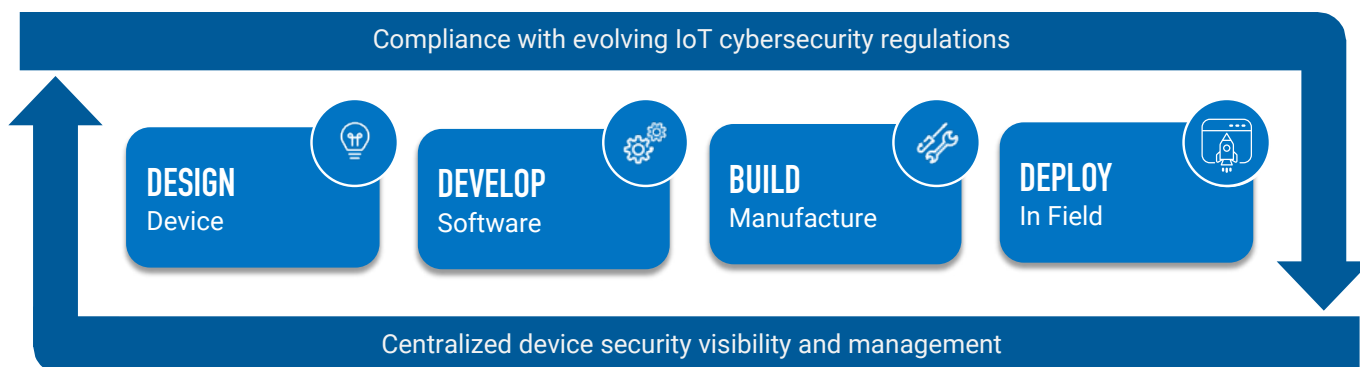 Compliance with evolving IoT cybersecurity regulations
DESIGN
Device
DEVELOP
Software
BUILD
Manufacture
DEPLOY
In Field
Centralized device security visibility and management